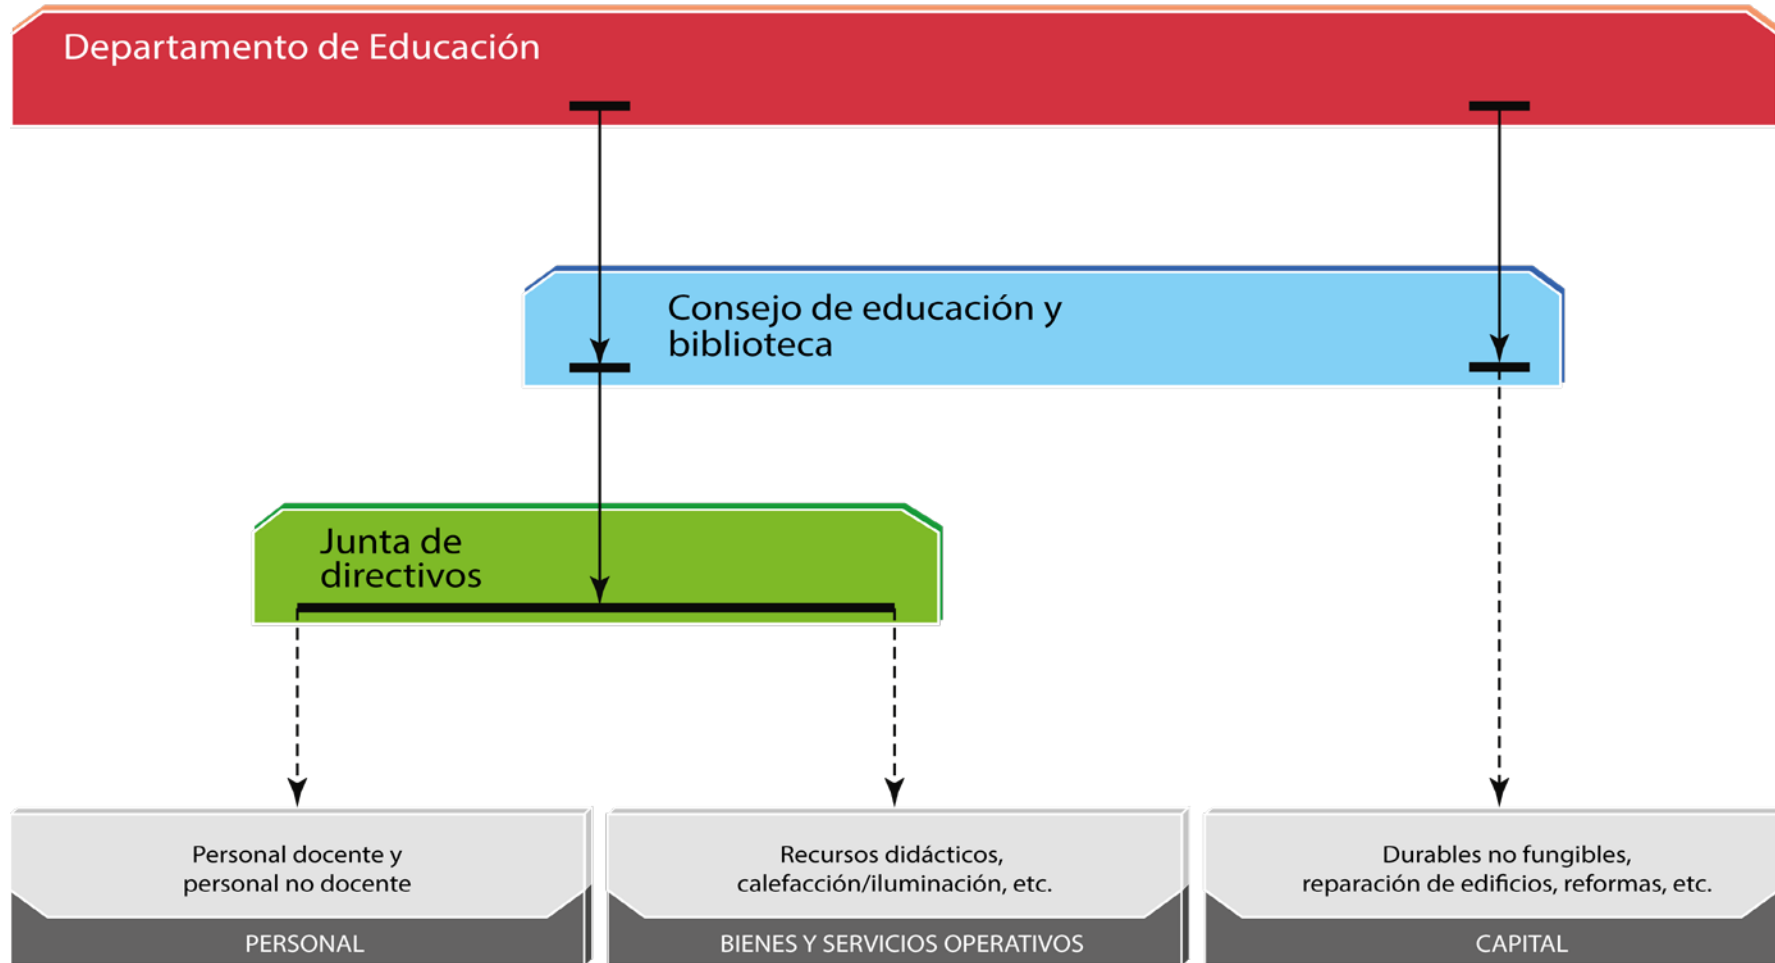 Departamento de Educación
Consejo de educación y
biblioteca
Junta de
directivos
Personal docente y
personal no docente
PERSONAL
Recursos didácticos,
calefacción/iluminación, etc.
BIENES Y SERVICIOS OPERATIVOS
Durables no fungibles,
reparación de edificios, reformas, etc.
CAPITAL